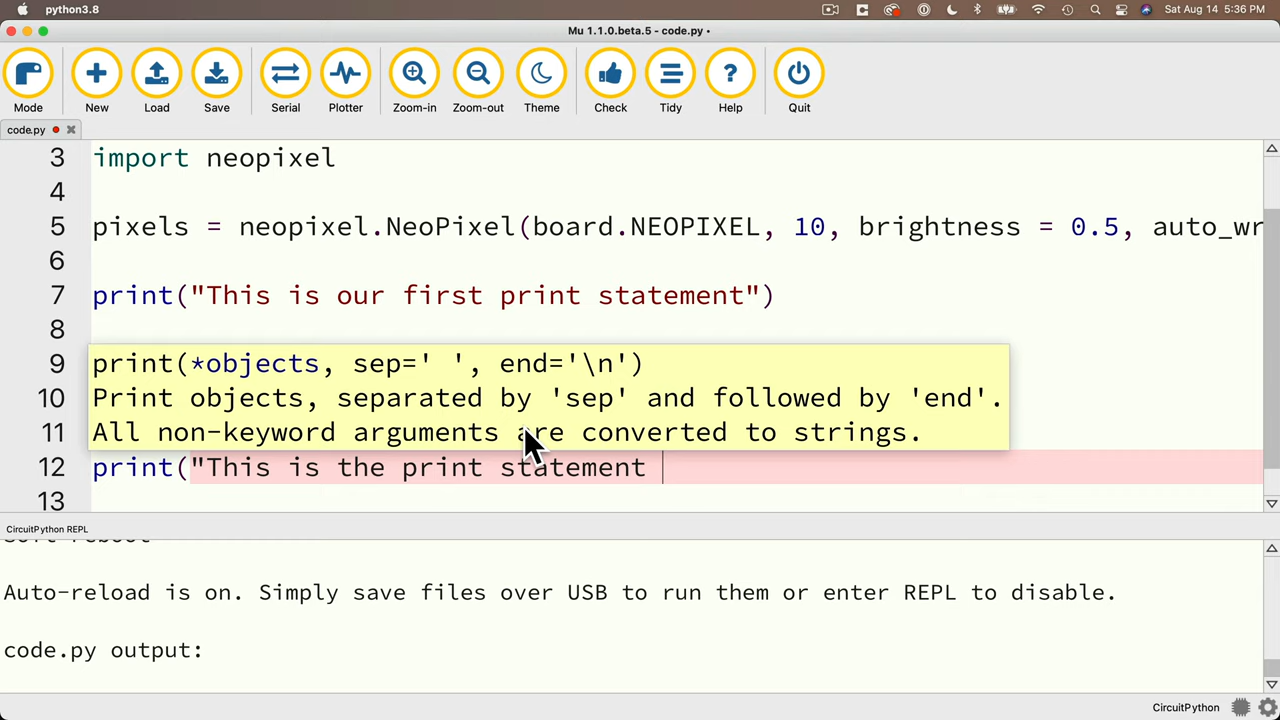 python3.8
Sat Aug 14 5:36 PM
Mu 1.1.0.beta.5 - code.py •
Mode New Load Save Serial Plotter Zoom-in Zoom-out Theme Check Tidy Help Quit
code.py
3 import neopixel
4
5 pixels = neopixel.NeoPixel(board.NEOPIXEL, 10, brightness = 0.5, auto_wr
6
7 print("This is our first print statement")
8
9 print(*objects, sep=' ', end='\n')
10 Print objects, separated by 'sep' and followed by 'end'.
11 All non-keyword arguments are converted to strings.
12 print("This is the print statement
13
CircuitPython REPL
Auto-reload is on. Simply save files over USB to run them or enter REPL to disable.
code.py output:
CircuitPython